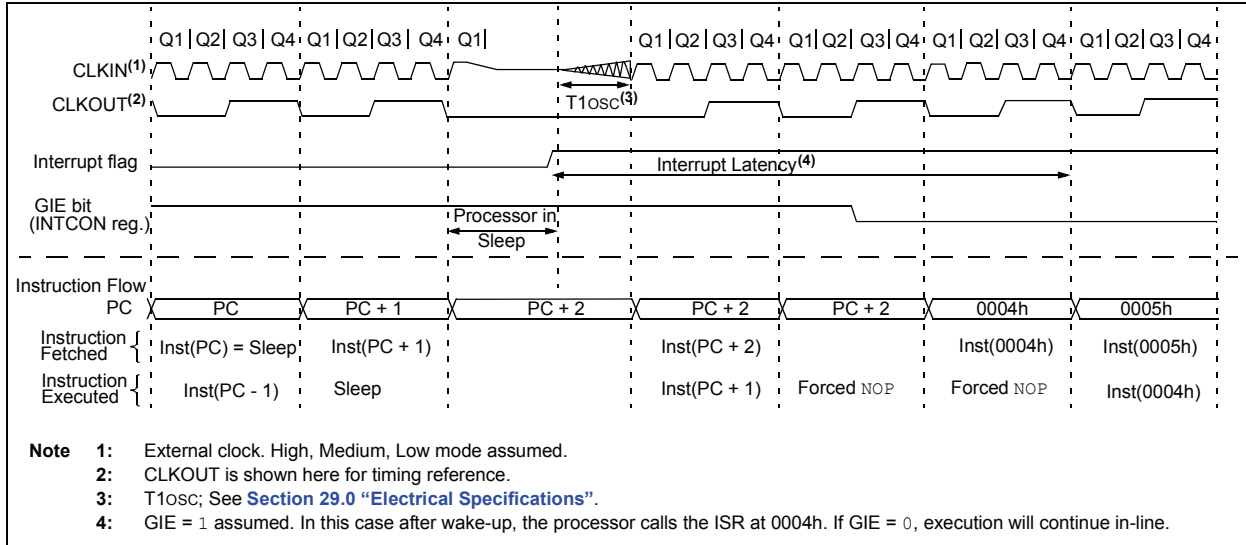 Q1 Q2 Q3 Q4 Q1 Q2 Q3 Q4 Q1 Q1 Q2 Q3 Q4 Q1 Q2 Q3 Q4 Q1 Q2 Q3 Q4 Q1 Q2 Q3 Q4
CLKIN(1)
CLKOUT(2)
T1OSC(3)
Interrupt flag
Interrupt Latency(4)
GIE bit
(INTCON reg.)
Processor in
Sleep
Instruction Flow
PC PC PC + 1 PC + 2 PC + 2 PC + 2 0004h 0005h
Instruction
Fetched
Inst(PC) = Sleep Inst(PC + 1) Inst(PC + 2) Inst(0004h) Inst(0005h)
Instruction
Executed
Inst(PC - 1) Sleep Inst(PC + 1) Forced NOP Forced NOP Inst(0004h)
Note 1: External clock. High, Medium, Low mode assumed.
2: CLKOUT is shown here for timing reference.
3: T1OSC; See Section 29.0 “Electrical Specifications”.
4: GIE = 1 assumed. In this case after wake-up, the processor calls the ISR at 0004h. If GIE = 0, execution will continue in-line.